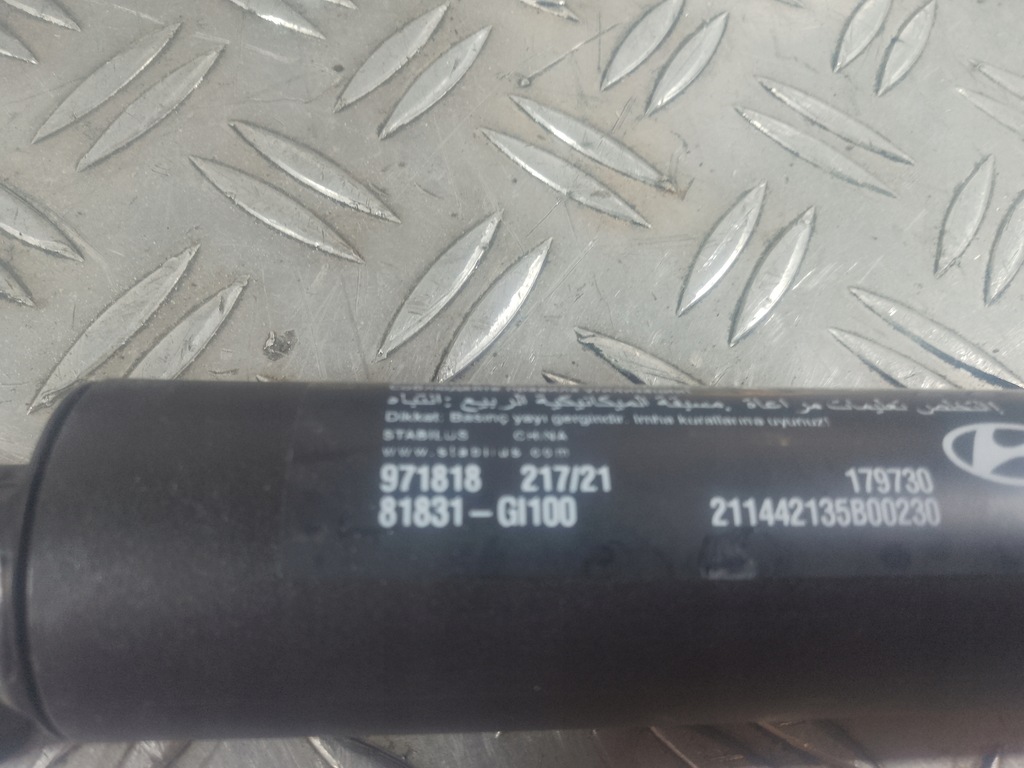 Dikkat: Basınç yayı gergindir. İmha kurallarına uyunuz!
STABILUS CHINA
www.stabilus.com
971818 217/21 179730
81831-GI100 211442135B00230